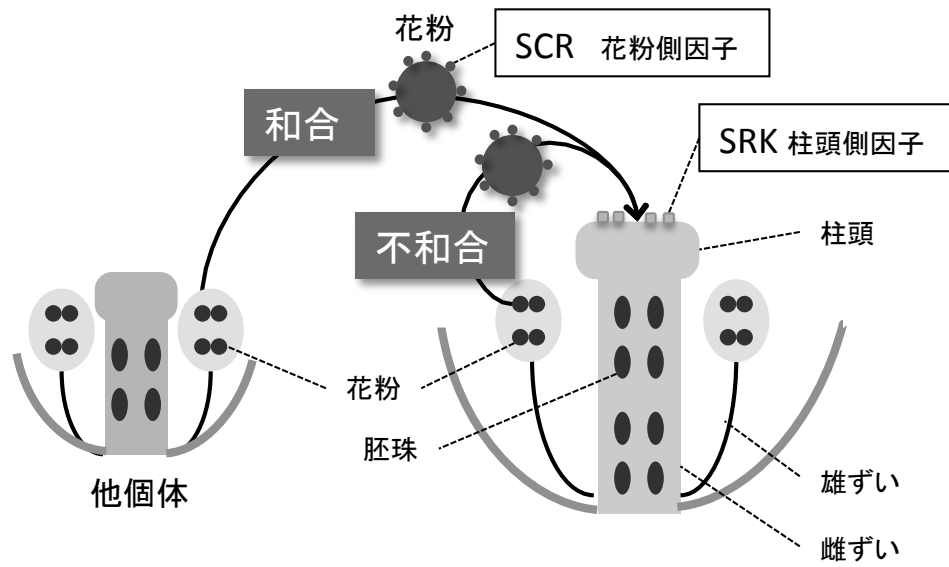 花粉
SCR 花粉側因子
和合
SRK 柱頭側因子
不和合
柱頭
花粉
胚珠
他個体
雄ずい
雌ずい